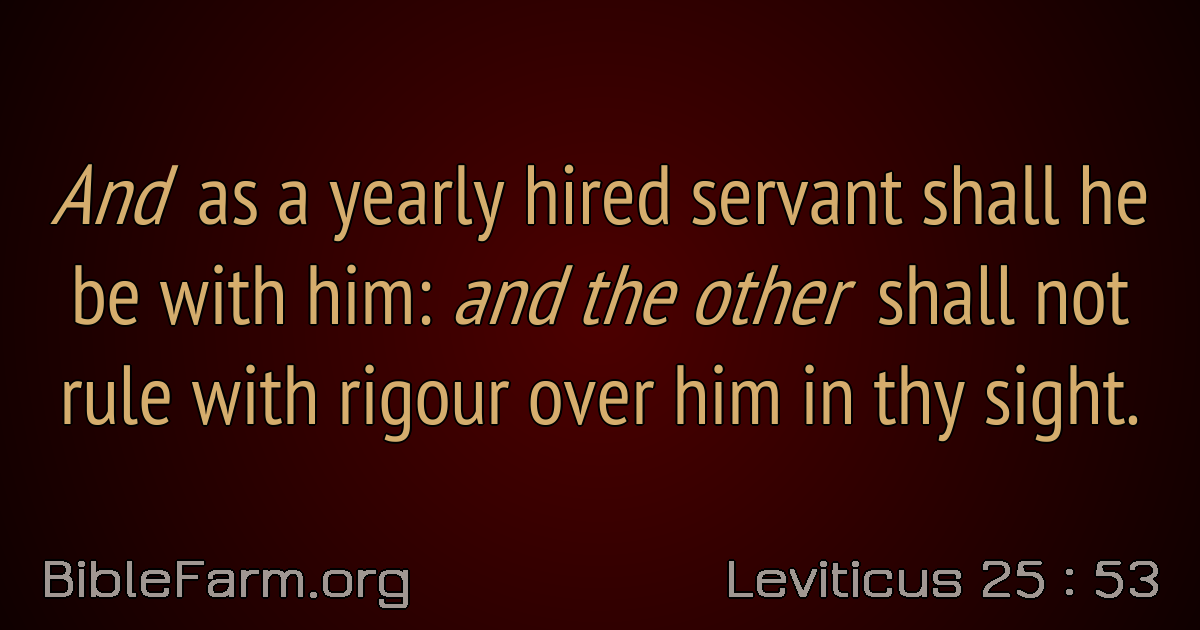 And as a yearly hired servant shall he
be with him: and the other shall not
rule with rigour over him in thy sight.
BibleFarm.org
Leviticus 25 : 53